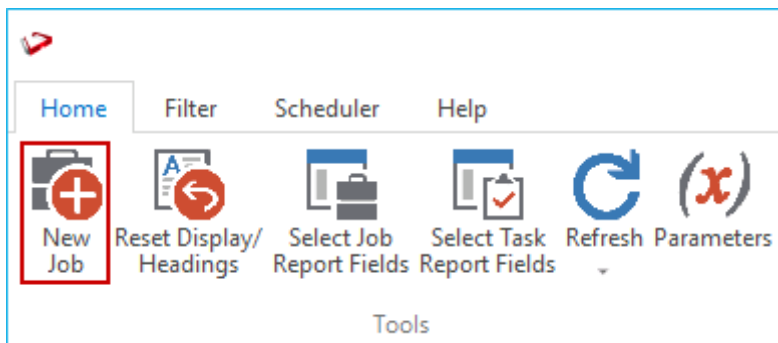 Home Filter Scheduler Help
New Reset Display/ Select Job Select Task Refresh Parameters
Job Headings Report Fields Report Fields
Tools